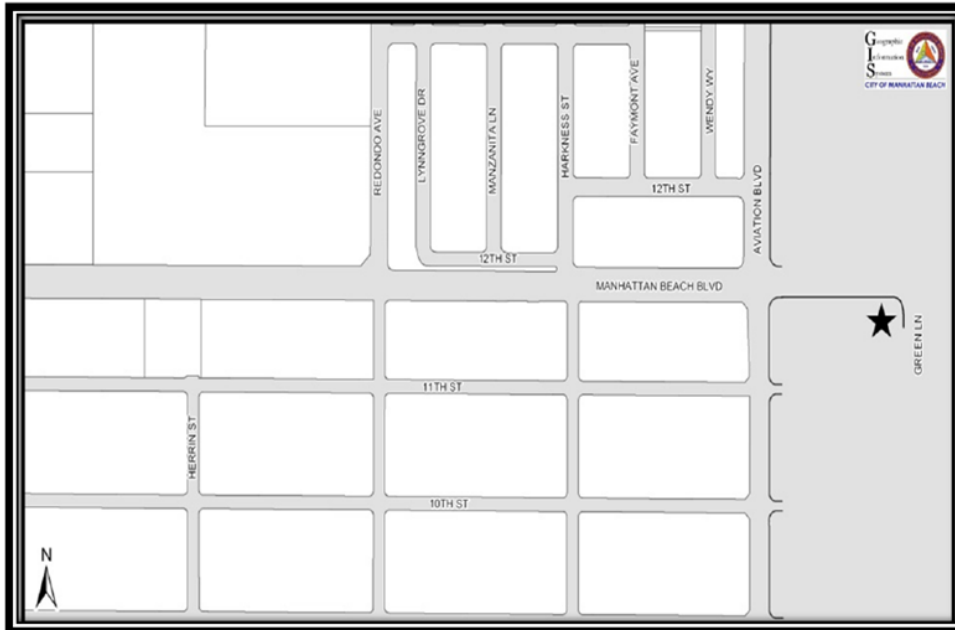 Geographic
Information
System
CITY OF MANHATTAN BEACH
REDONDO AVE
LYNNGROVE DR
MANZANITA LN
HARKNESS ST
FAYMONT AVE
WENDY WY
AVIATION BLVD
12TH ST
12TH ST
MANHATTAN BEACH BLVD
GREEN LN
11TH ST
HERRIN ST
10TH ST
N